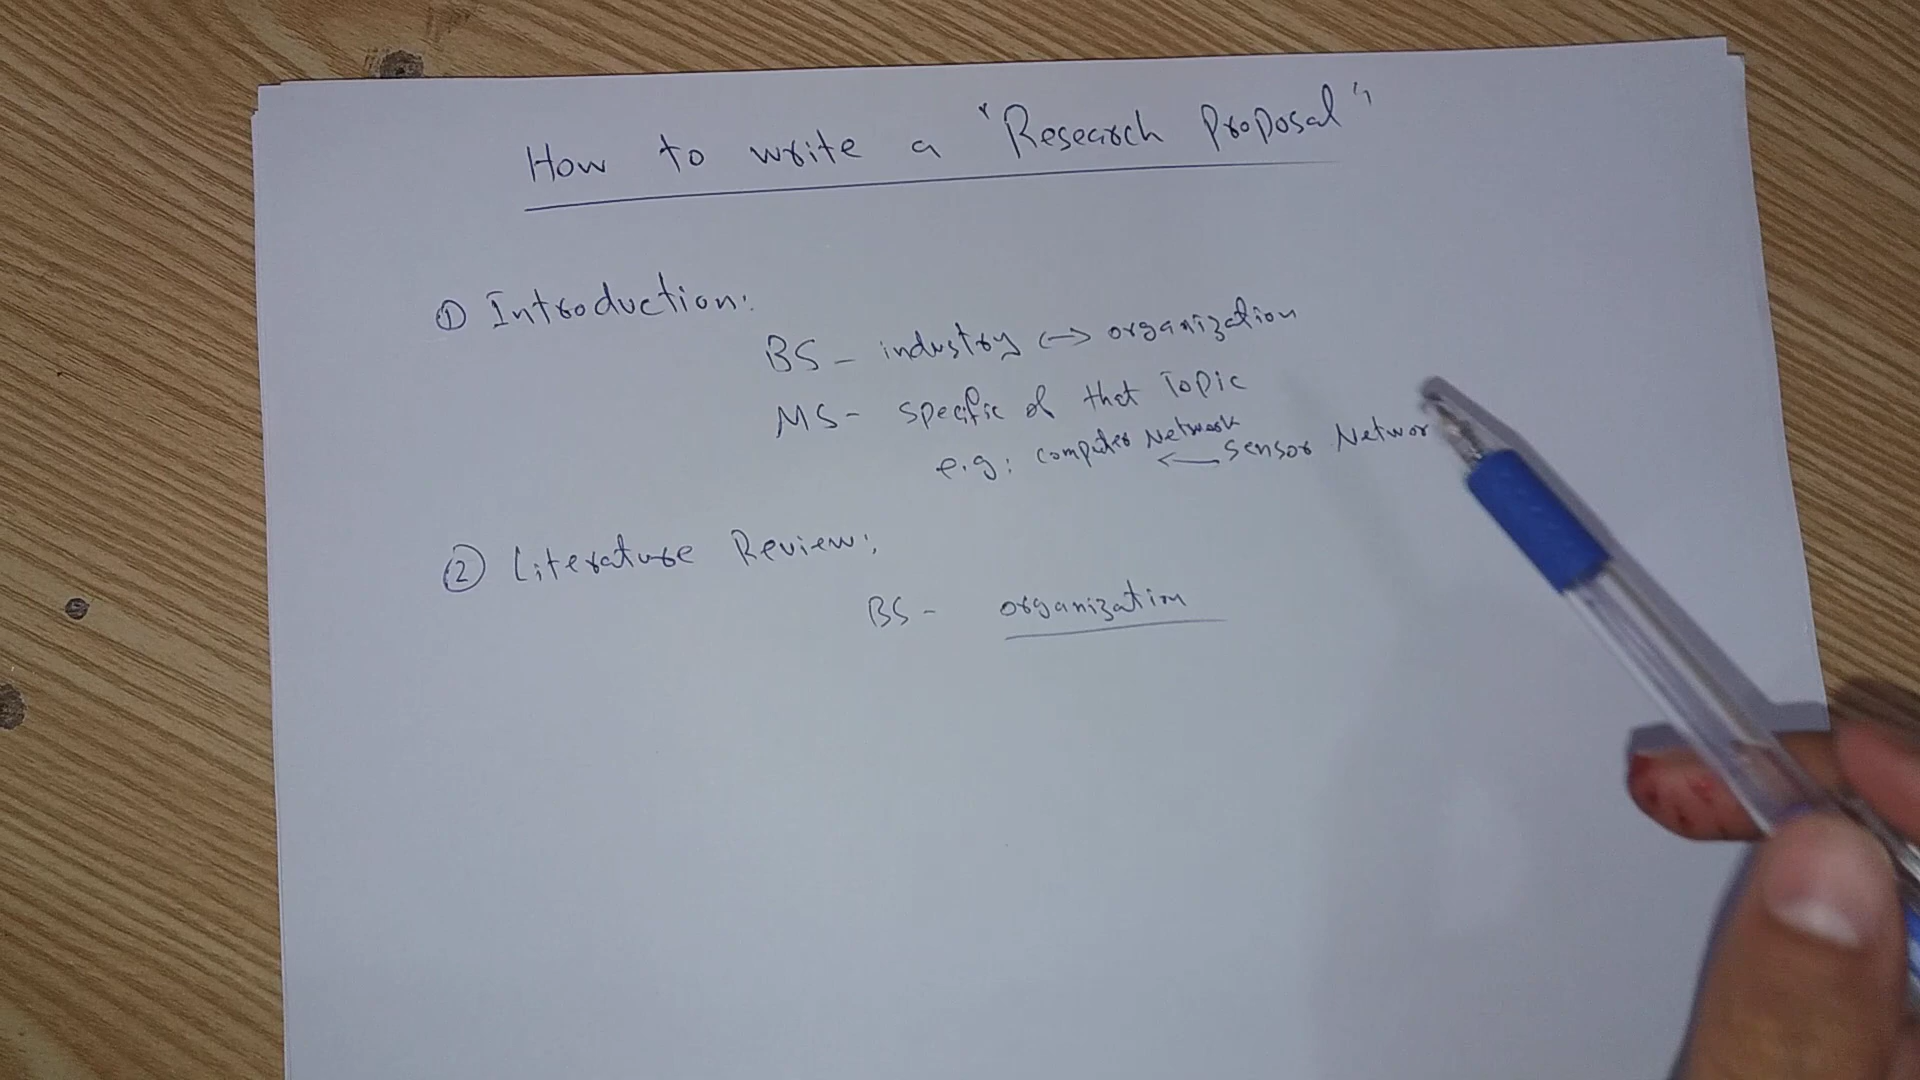 How to write a "Research Proposal"
① Introduction:
BS - industry ↔ organization
MS - specific of that Topic
e.g: computer Network ← Sensor Networ
② Literature Review:
BS - organization